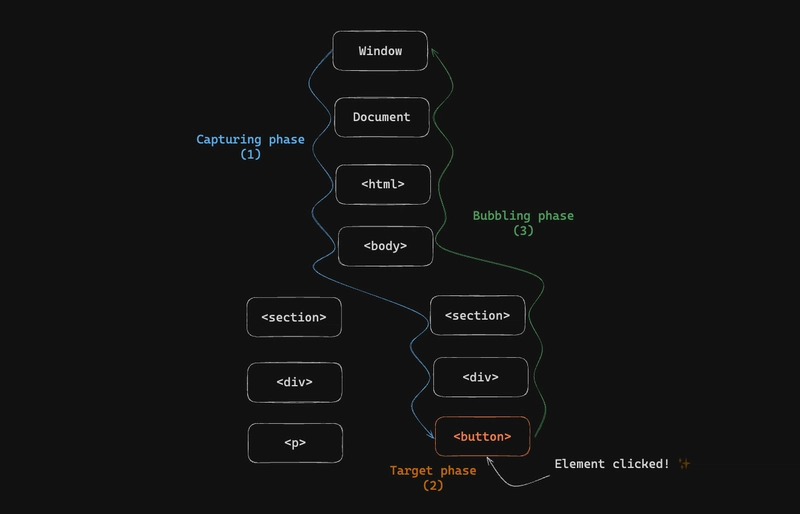 Window
Document
Capturing phase
(1)
<html>
Bubbling phase
(3)
<body>
<section>
<section>
<div>
<div>
<p>
<button>
Target phase
(2)
Element clicked! ✨